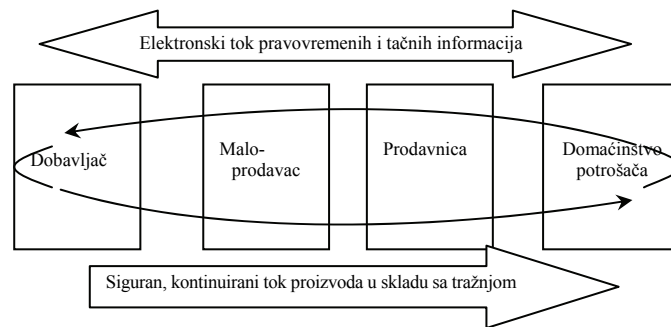 Elektronski tok pravovremenih i tačnih informacija
Dobavljač
Malo-
prodavac
Prodavnica
Domaćinstvo
potrošača
Siguran, kontinuirani tok proizvoda u skladu sa tražnjom